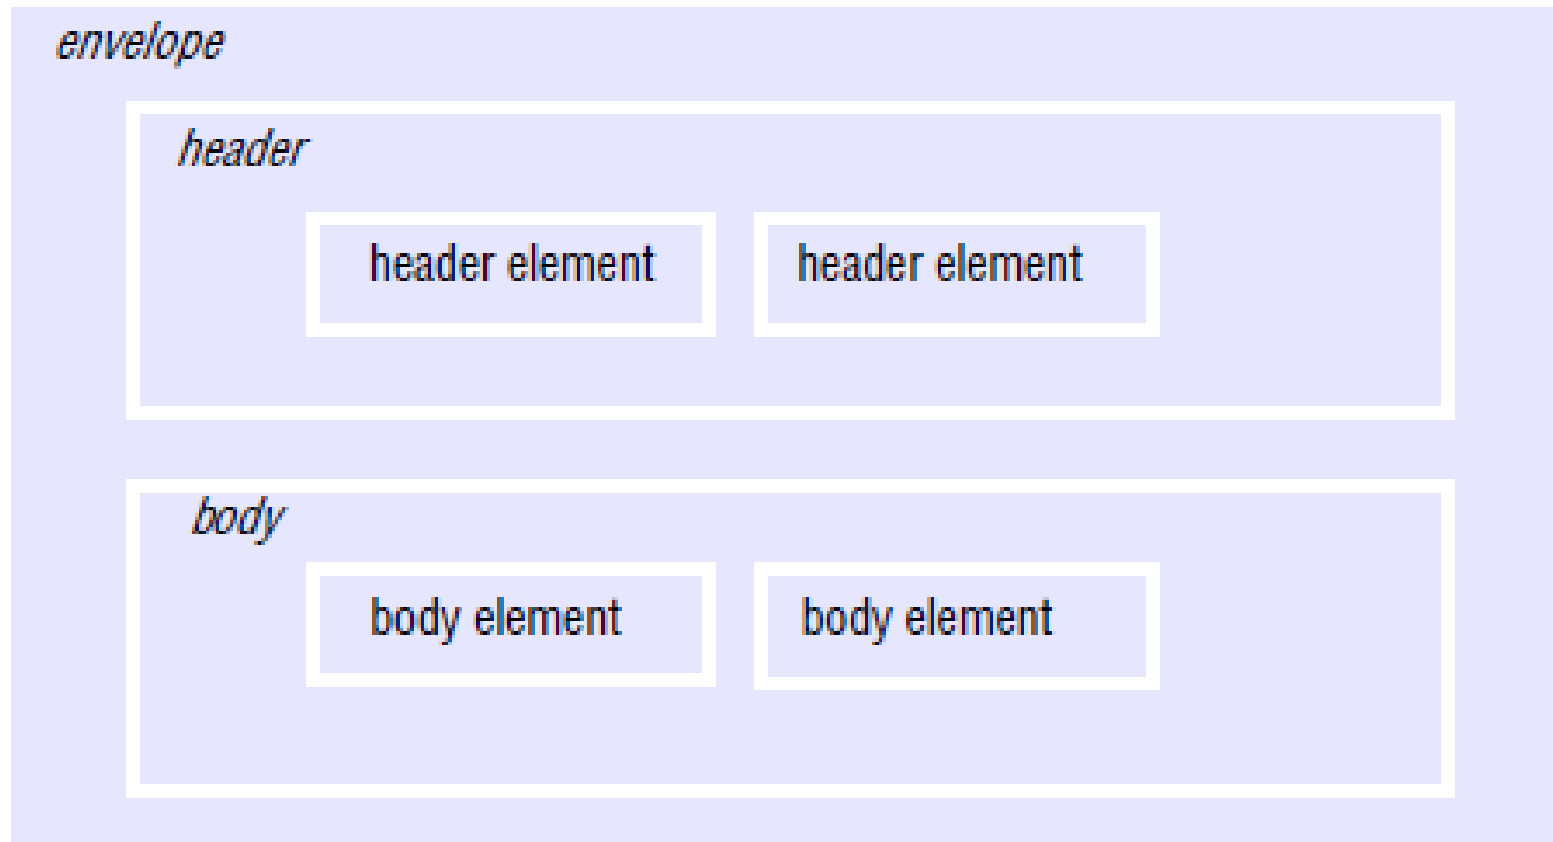 envelope
header
header element header element
body
body element body element